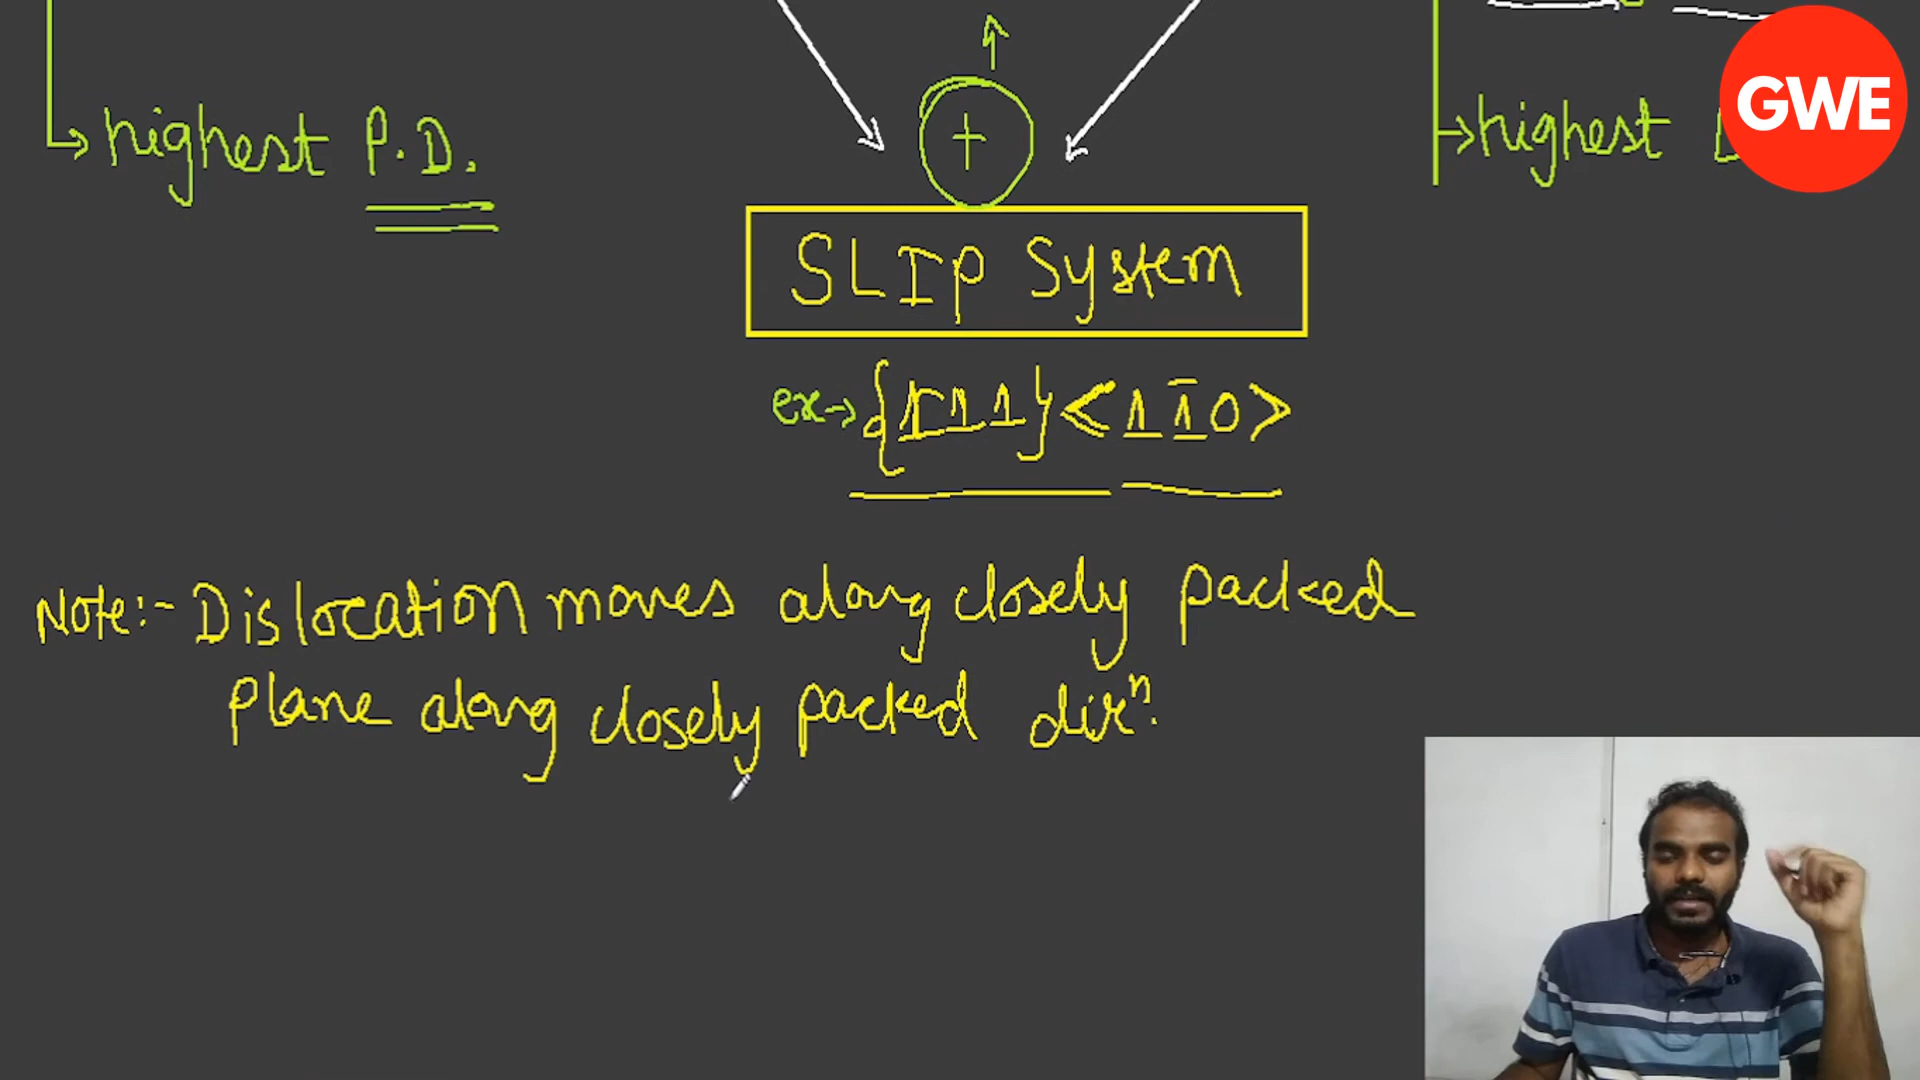 GWE
highest P.D.
+
highest
SLIP System
ex→ {111}<11̅0>
Note:- Dislocation moves along closely packed
plane along closely packed dirⁿ.